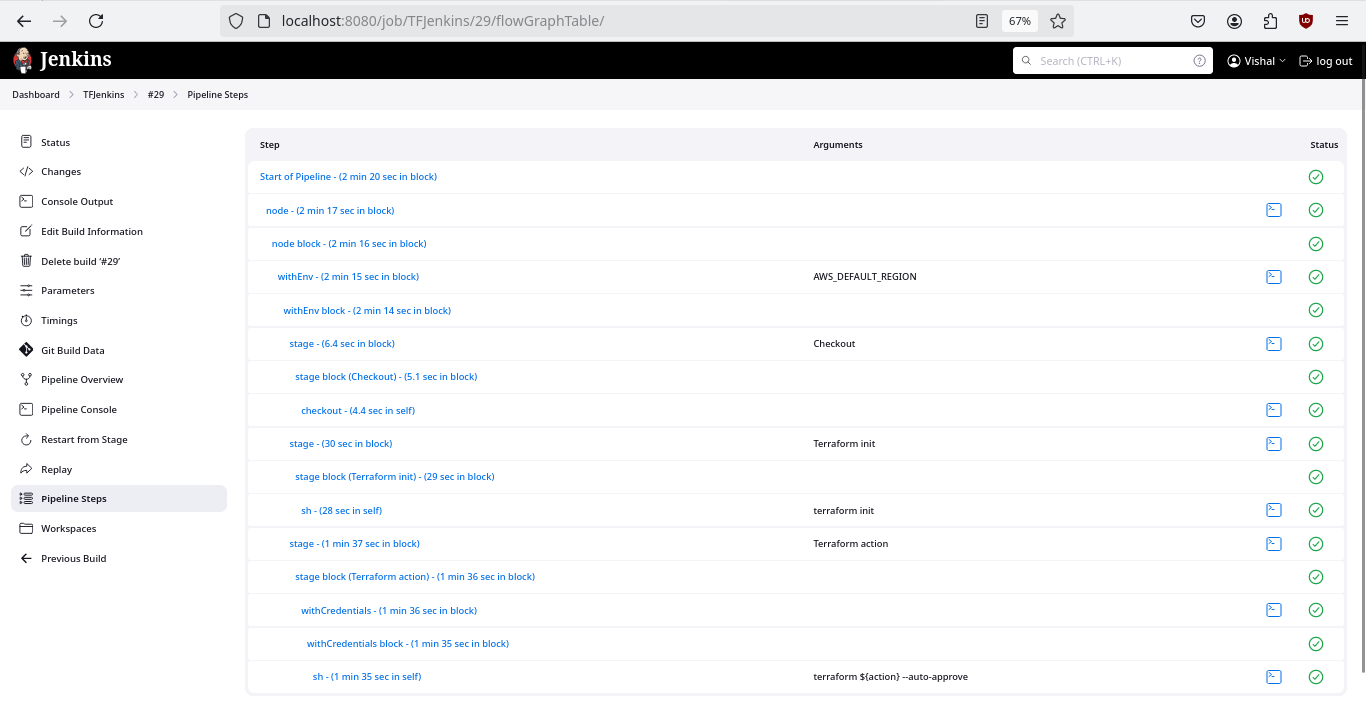 localhost:8080/job/TFJenkins/29/flowGraphTable/
67%
Jenkins
Search (CTRL+K)
Vishal
log out
Dashboard > TFJenkins > #29 > Pipeline Steps
Status
Changes
Console Output
Edit Build Information
Delete build ‘#29’
Parameters
Timings
Git Build Data
Pipeline Overview
Pipeline Console
Restart from Stage
Replay
Pipeline Steps
Workspaces
Previous Build
Step Arguments Status
Start of Pipeline - (2 min 20 sec in block)
node - (2 min 17 sec in block)
node block - (2 min 16 sec in block)
withEnv - (2 min 15 sec in block) AWS_DEFAULT_REGION
withEnv block - (2 min 14 sec in block)
stage - (6.4 sec in block) Checkout
stage block (Checkout) - (5.1 sec in block)
checkout - (4.4 sec in self)
stage - (30 sec in block) Terraform init
stage block (Terraform init) - (29 sec in block)
sh - (28 sec in self) terraform init
stage - (1 min 37 sec in block) Terraform action
stage block (Terraform action) - (1 min 36 sec in block)
withCredentials - (1 min 36 sec in block)
withCredentials block - (1 min 35 sec in block)
sh - (1 min 35 sec in self) terraform ${action} --auto-approve